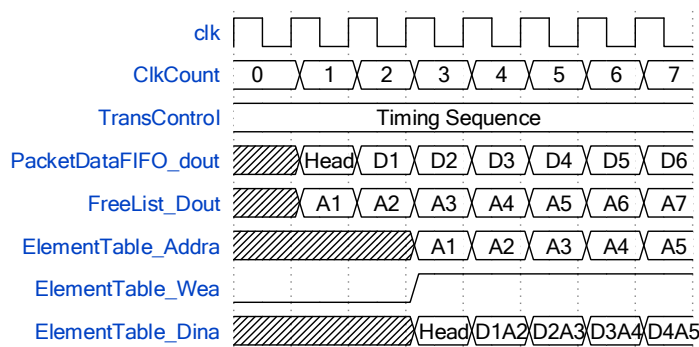 clk
ClkCount 0 1 2 3 4 5 6 7
TransControl Timing Sequence
PacketDataFIFO_dout Head D1 D2 D3 D4 D5 D6
FreeList_Dout A1 A2 A3 A4 A5 A6 A7
ElementTable_Addra A1 A2 A3 A4 A5
ElementTable_Wea
ElementTable_Dina Head D1A2 D2A3 D3A4 D4A5